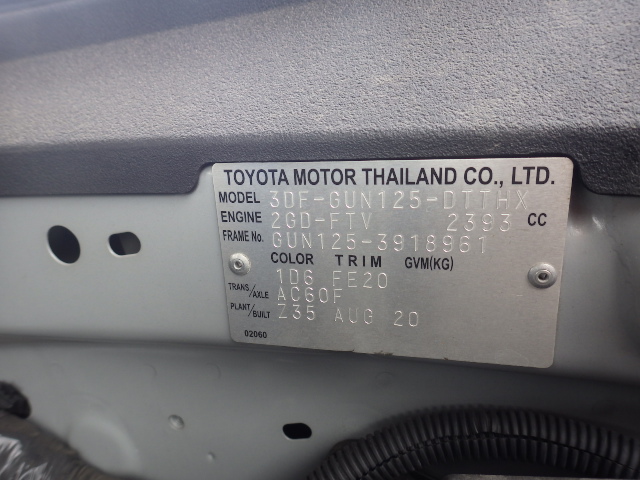 TOYOTA MOTOR THAILAND CO., LTD.
MODEL 3DF-GUN125-DTTHX
ENGINE 2GD-FTV 2393 CC
FRAME No. GUN125-3918961
COLOR TRIM GVM(KG)
1D6 FE20
TRANS/AXLE AC60F -
PLANT/BUILT Z35 AUG 20
02060